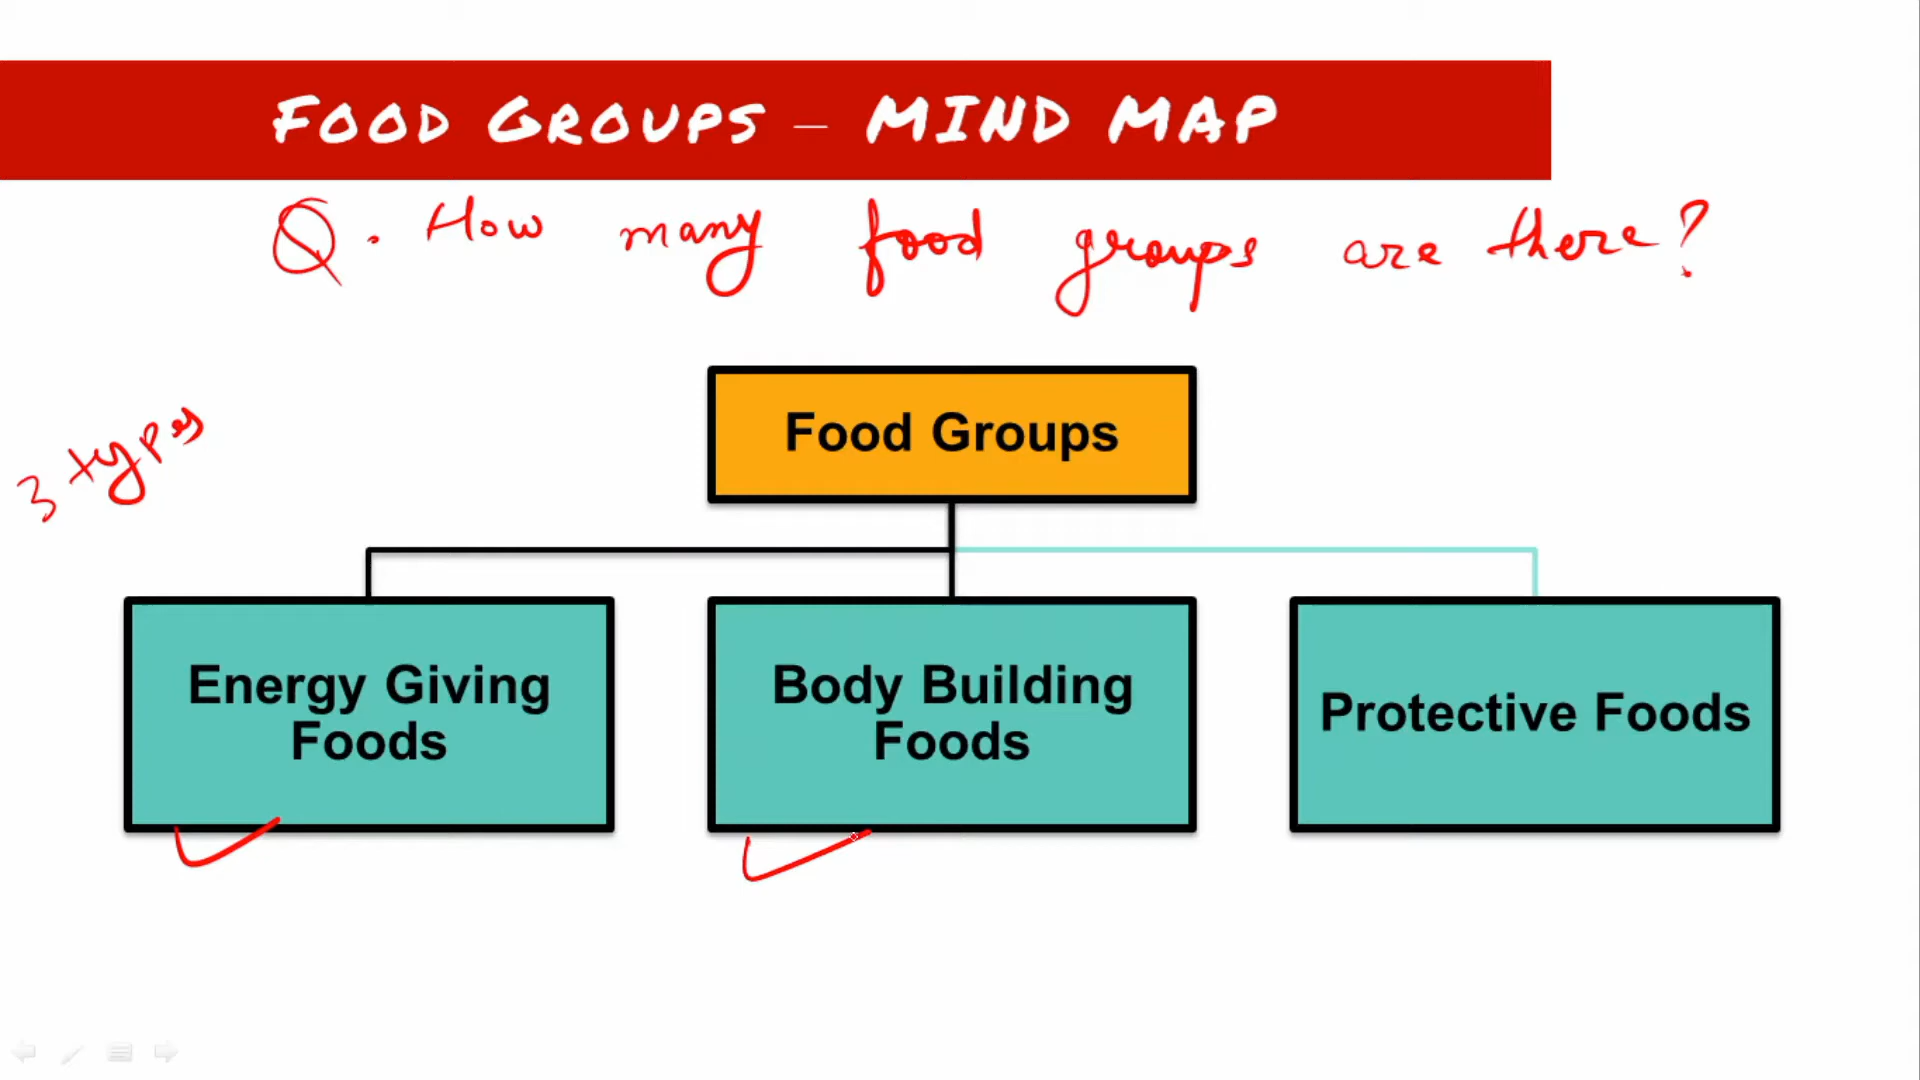 FOOD GROUPS – MIND MAP
Q. How many food groups are there?
3 types
Food Groups
Energy Giving
Foods
Body Building
Foods
Protective Foods